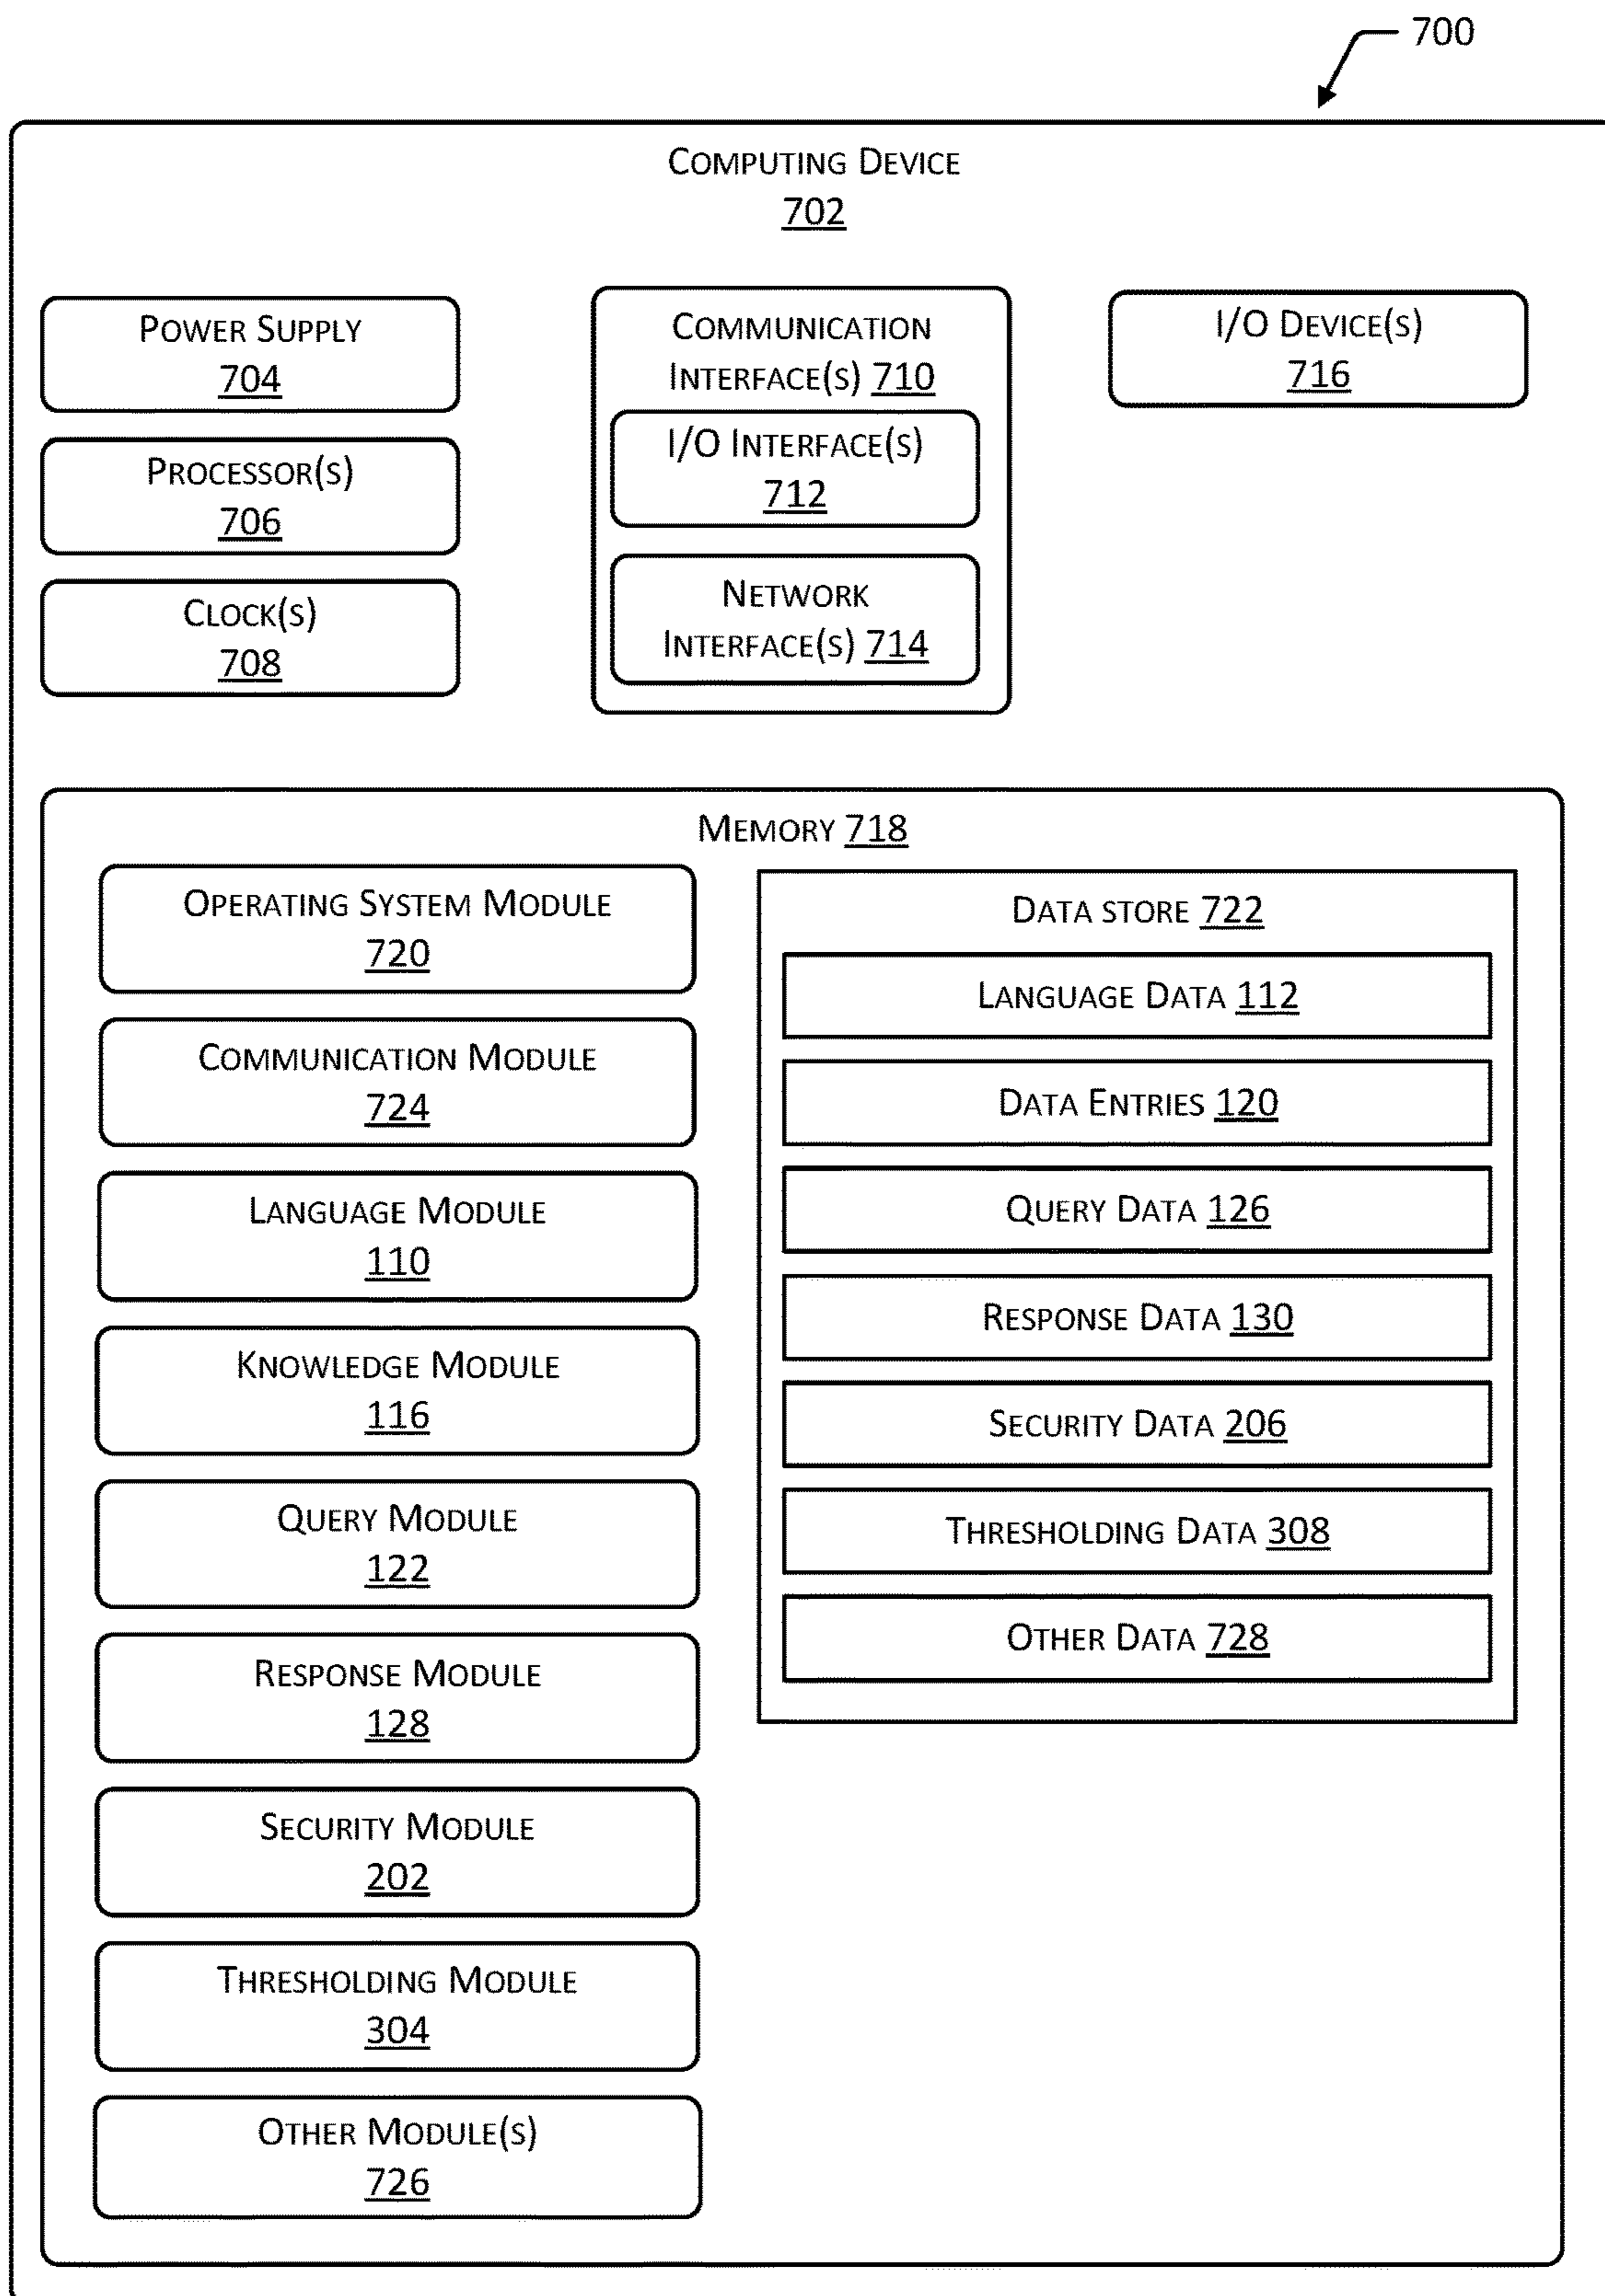 700
COMPUTING DEVICE
702
POWER SUPPLY
704
PROCESSOR(S)
706
CLOCK(S)
708
COMMUNICATION
INTERFACE(S) 710
I/O INTERFACE(S)
712
NETWORK
INTERFACE(S) 714
I/O DEVICE(S)
716
MEMORY 718
OPERATING SYSTEM MODULE
720
COMMUNICATION MODULE
724
LANGUAGE MODULE
110
KNOWLEDGE MODULE
116
QUERY MODULE
122
RESPONSE MODULE
128
SECURITY MODULE
202
THRESHOLDING MODULE
304
OTHER MODULE(S)
726
DATA STORE 722
LANGUAGE DATA 112
DATA ENTRIES 120
QUERY DATA 126
RESPONSE DATA 130
SECURITY DATA 206
THRESHOLDING DATA 308
OTHER DATA 728